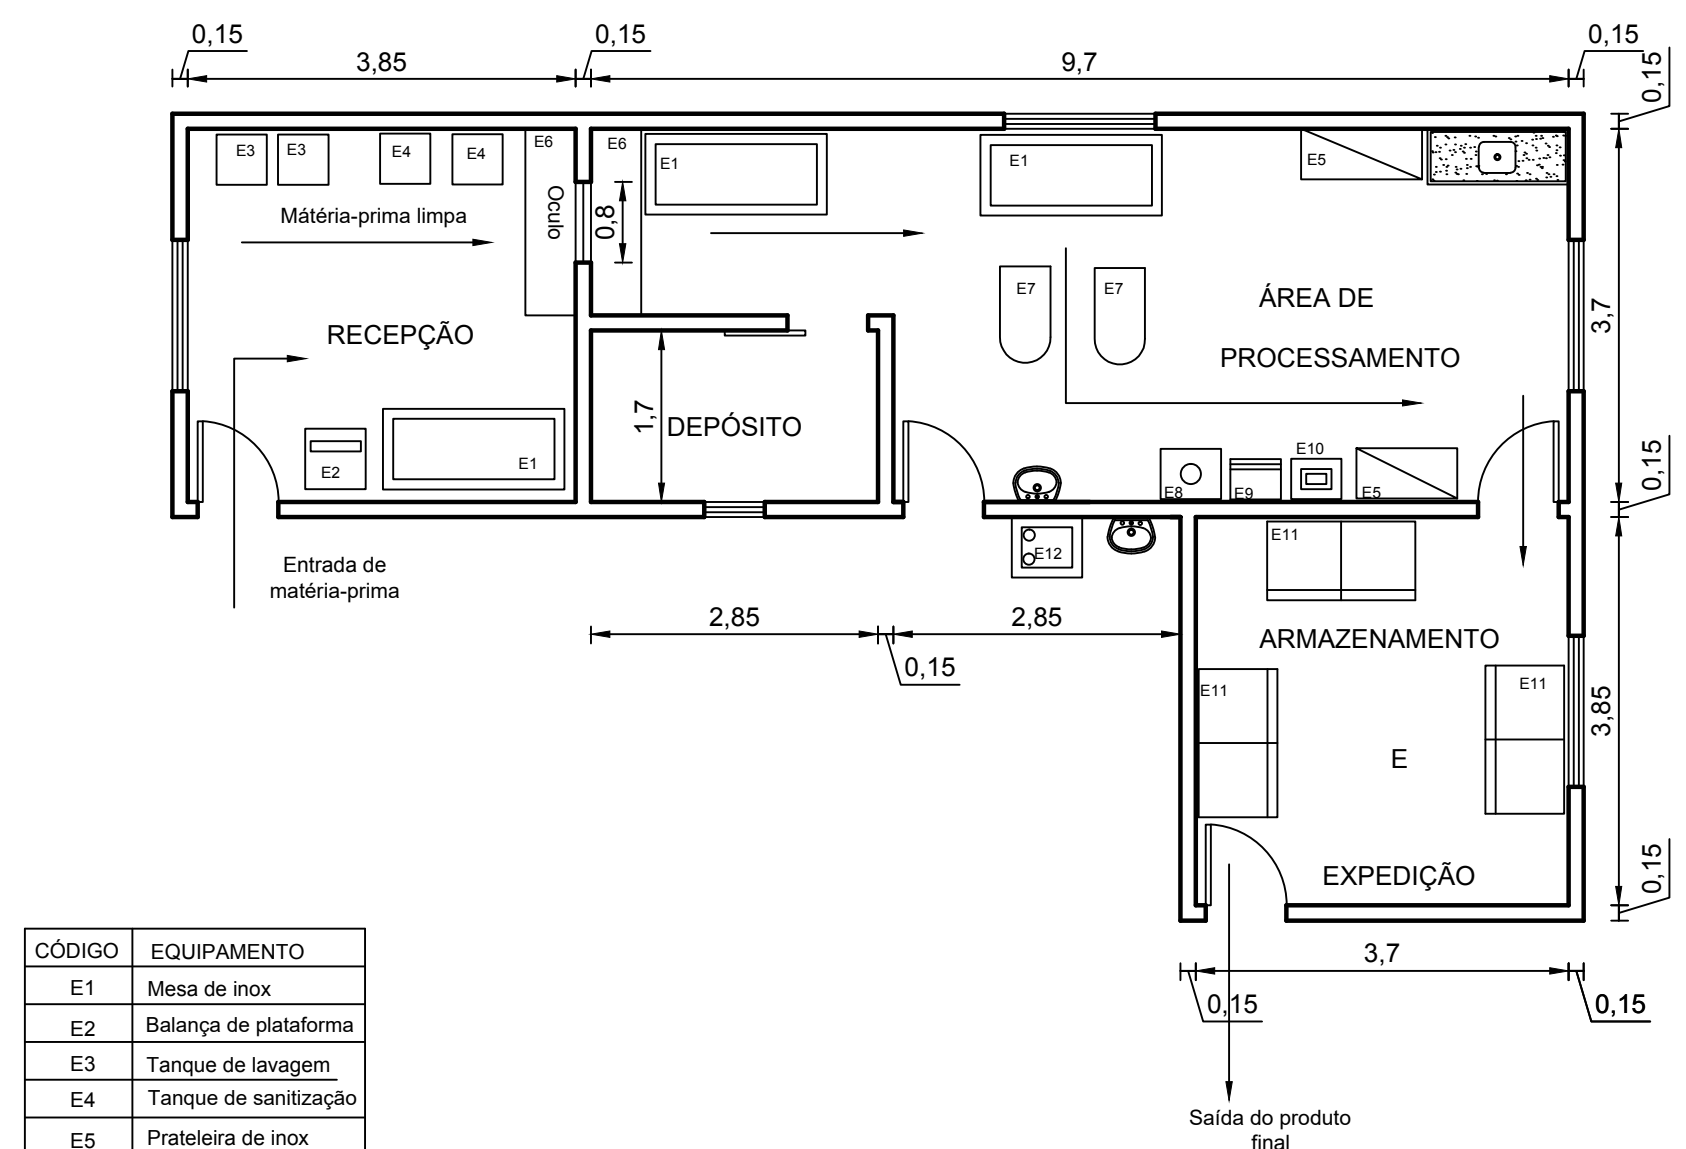 0,15
0,15
0,15
3,85
9,7
0,15
E3
E3
E4
E4
E6
E6
E1
E1
E5
Mátéria-prima limpa
Oculo
0,8
E7
E7
ÁREA DE
3,7
RECEPÇÃO
PROCESSAMENTO
1,7
DEPÓSITO
E2
E1
E10
E8
E9
E5
0,15
Entrada de
matéria-prima
E12
E11
2,85
2,85
0,15
ARMAZENAMENTO
E11
E11
3,85
E
EXPEDIÇÃO
0,15
3,7
0,15
0,15
Saída do produto
final
CÓDIGO EQUIPAMENTO
E1 Mesa de inox
E2 Balança de plataforma
E3 Tanque de lavagem
E4 Tanque de sanitização
E5 Prateleira de inox